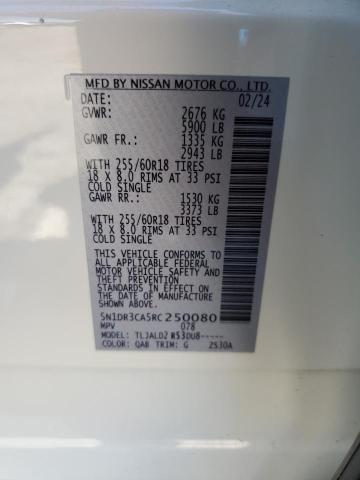 MFD BY NISSAN MOTOR CO., LTD.
DATE: 02/24
GVWR: 2676 KG
5900 LB
GAWR FR.: 1335 KG
2943 LB
WITH 255/60R18 TIRES
18 X 8.0 RIMS AT 33 PSI
COLD SINGLE
GAWR RR.: 1530 KG
3373 LB
WITH 255/60R18 TIRES
18 X 8.0 RIMS AT 33 PSI
COLD SINGLE
THIS VEHICLE CONFORMS TO ALL
APPLICABLE FEDERAL
MOTOR VEHICLE SAFETY AND
THEFT PREVENTION
STANDARDS IN EFFECT ON THE
DATE OF MANUFACTURE
SHOWN ABOVE.
5N1DR3CA5RC250080
MPV 078
MODEL: TLJALD2 R53DU8-----
COLOR: QAB TRIM: G 2530A